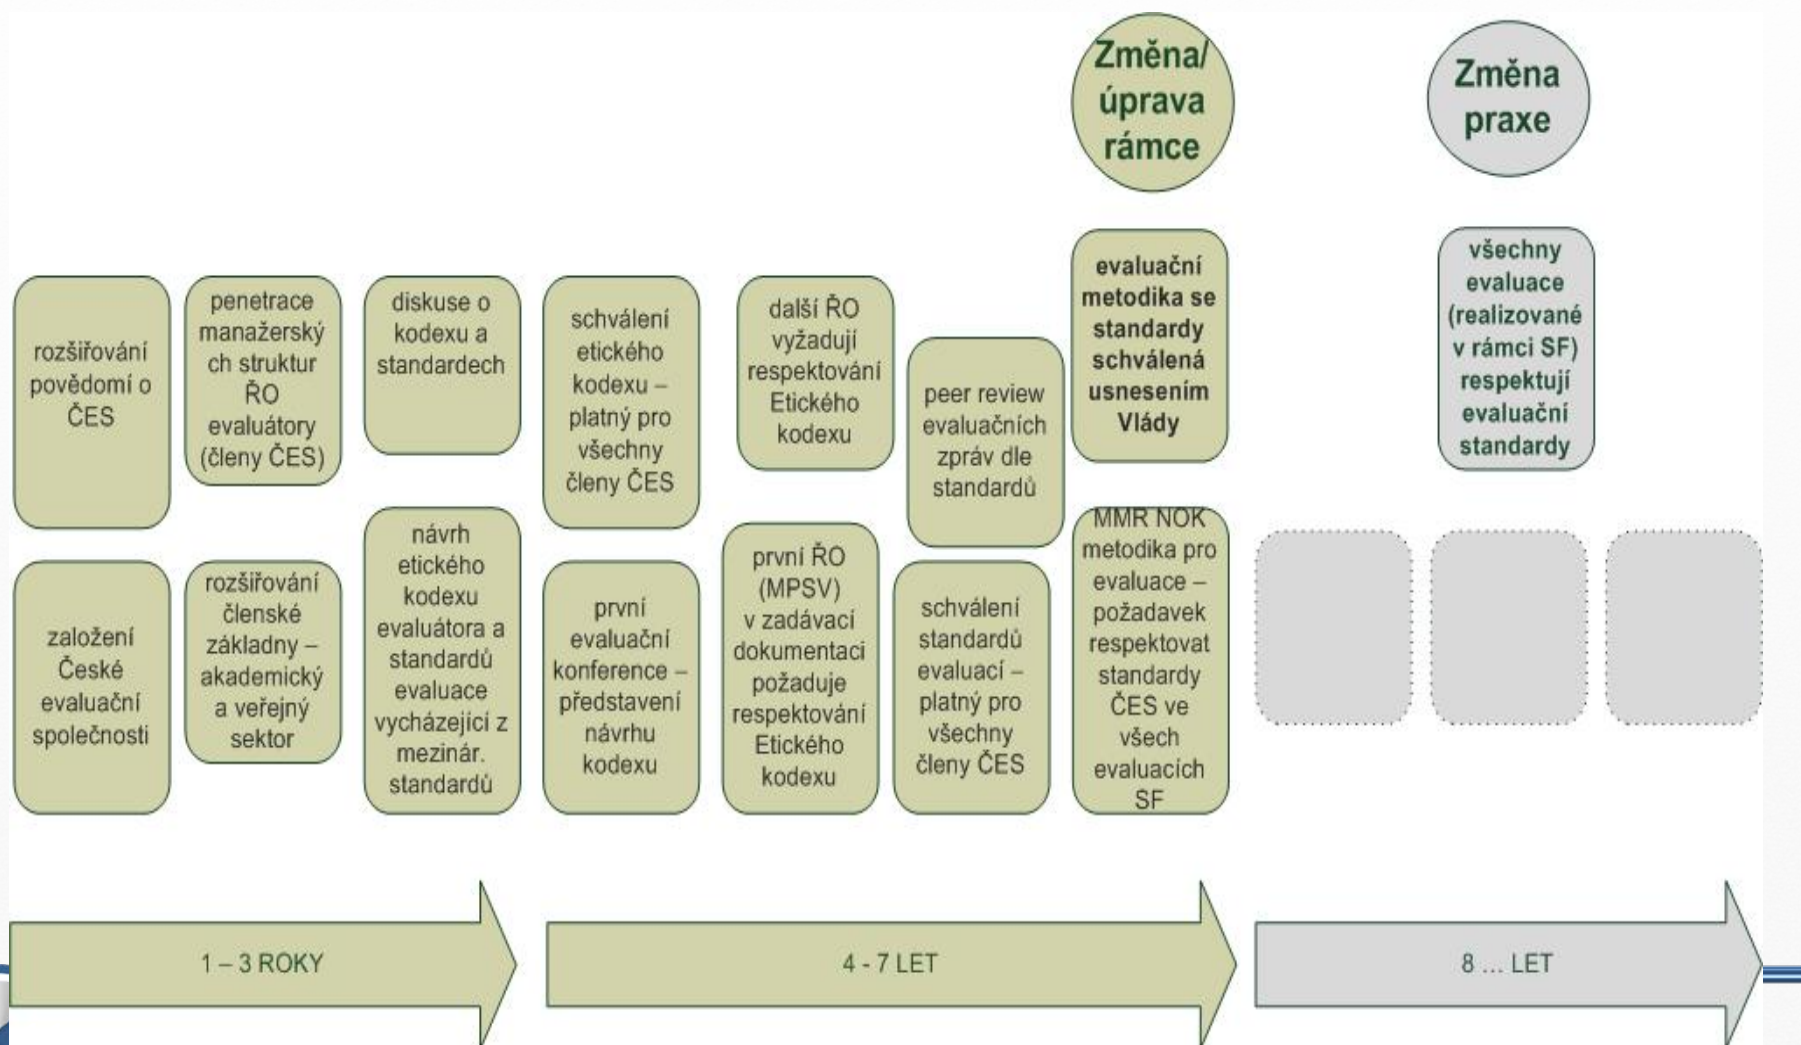 Změna/
úprava
rámce
Změna
praxe
rozšiřování
povědomí o
ČES
penetrace
manažerský
ch struktur
ŘO
evaluátory
(členy ČES)
diskuse o
kodexu a
standardech
schválení
etického
kodexu –
platný pro
všechny
členy ČES
další ŘO
vyžadují
respektování
Etického
kodexu
peer review
evaluačních
zpráv dle
standardů
evaluační
metodika se
standardy
schválená
usnesením
Vlády
všechny
evaluace
(realizované
v rámci SF)
respektují
evaluační
standardy
založení
České
evaluační
společnosti
rozšiřování
členské
základny –
akademický
a veřejný
sektor
návrh
etického
kodexu
evaluátora a
standardů
evaluace
vycházející z
mezinár.
standardů
první
evaluační
konference –
představení
návrhu
kodexu
první ŘO
(MPSV)
v zadávací
dokumentaci
požaduje
respektování
Etického
kodexu
schválení
standardů
evaluací –
platný pro
všechny
členy ČES
MMR NOK
metodika pro
evaluace –
požadavek
respektovat
standardy
ČES ve
všech
evaluacích
SF
1 – 3 ROKY
4 - 7 LET
8 ... LET